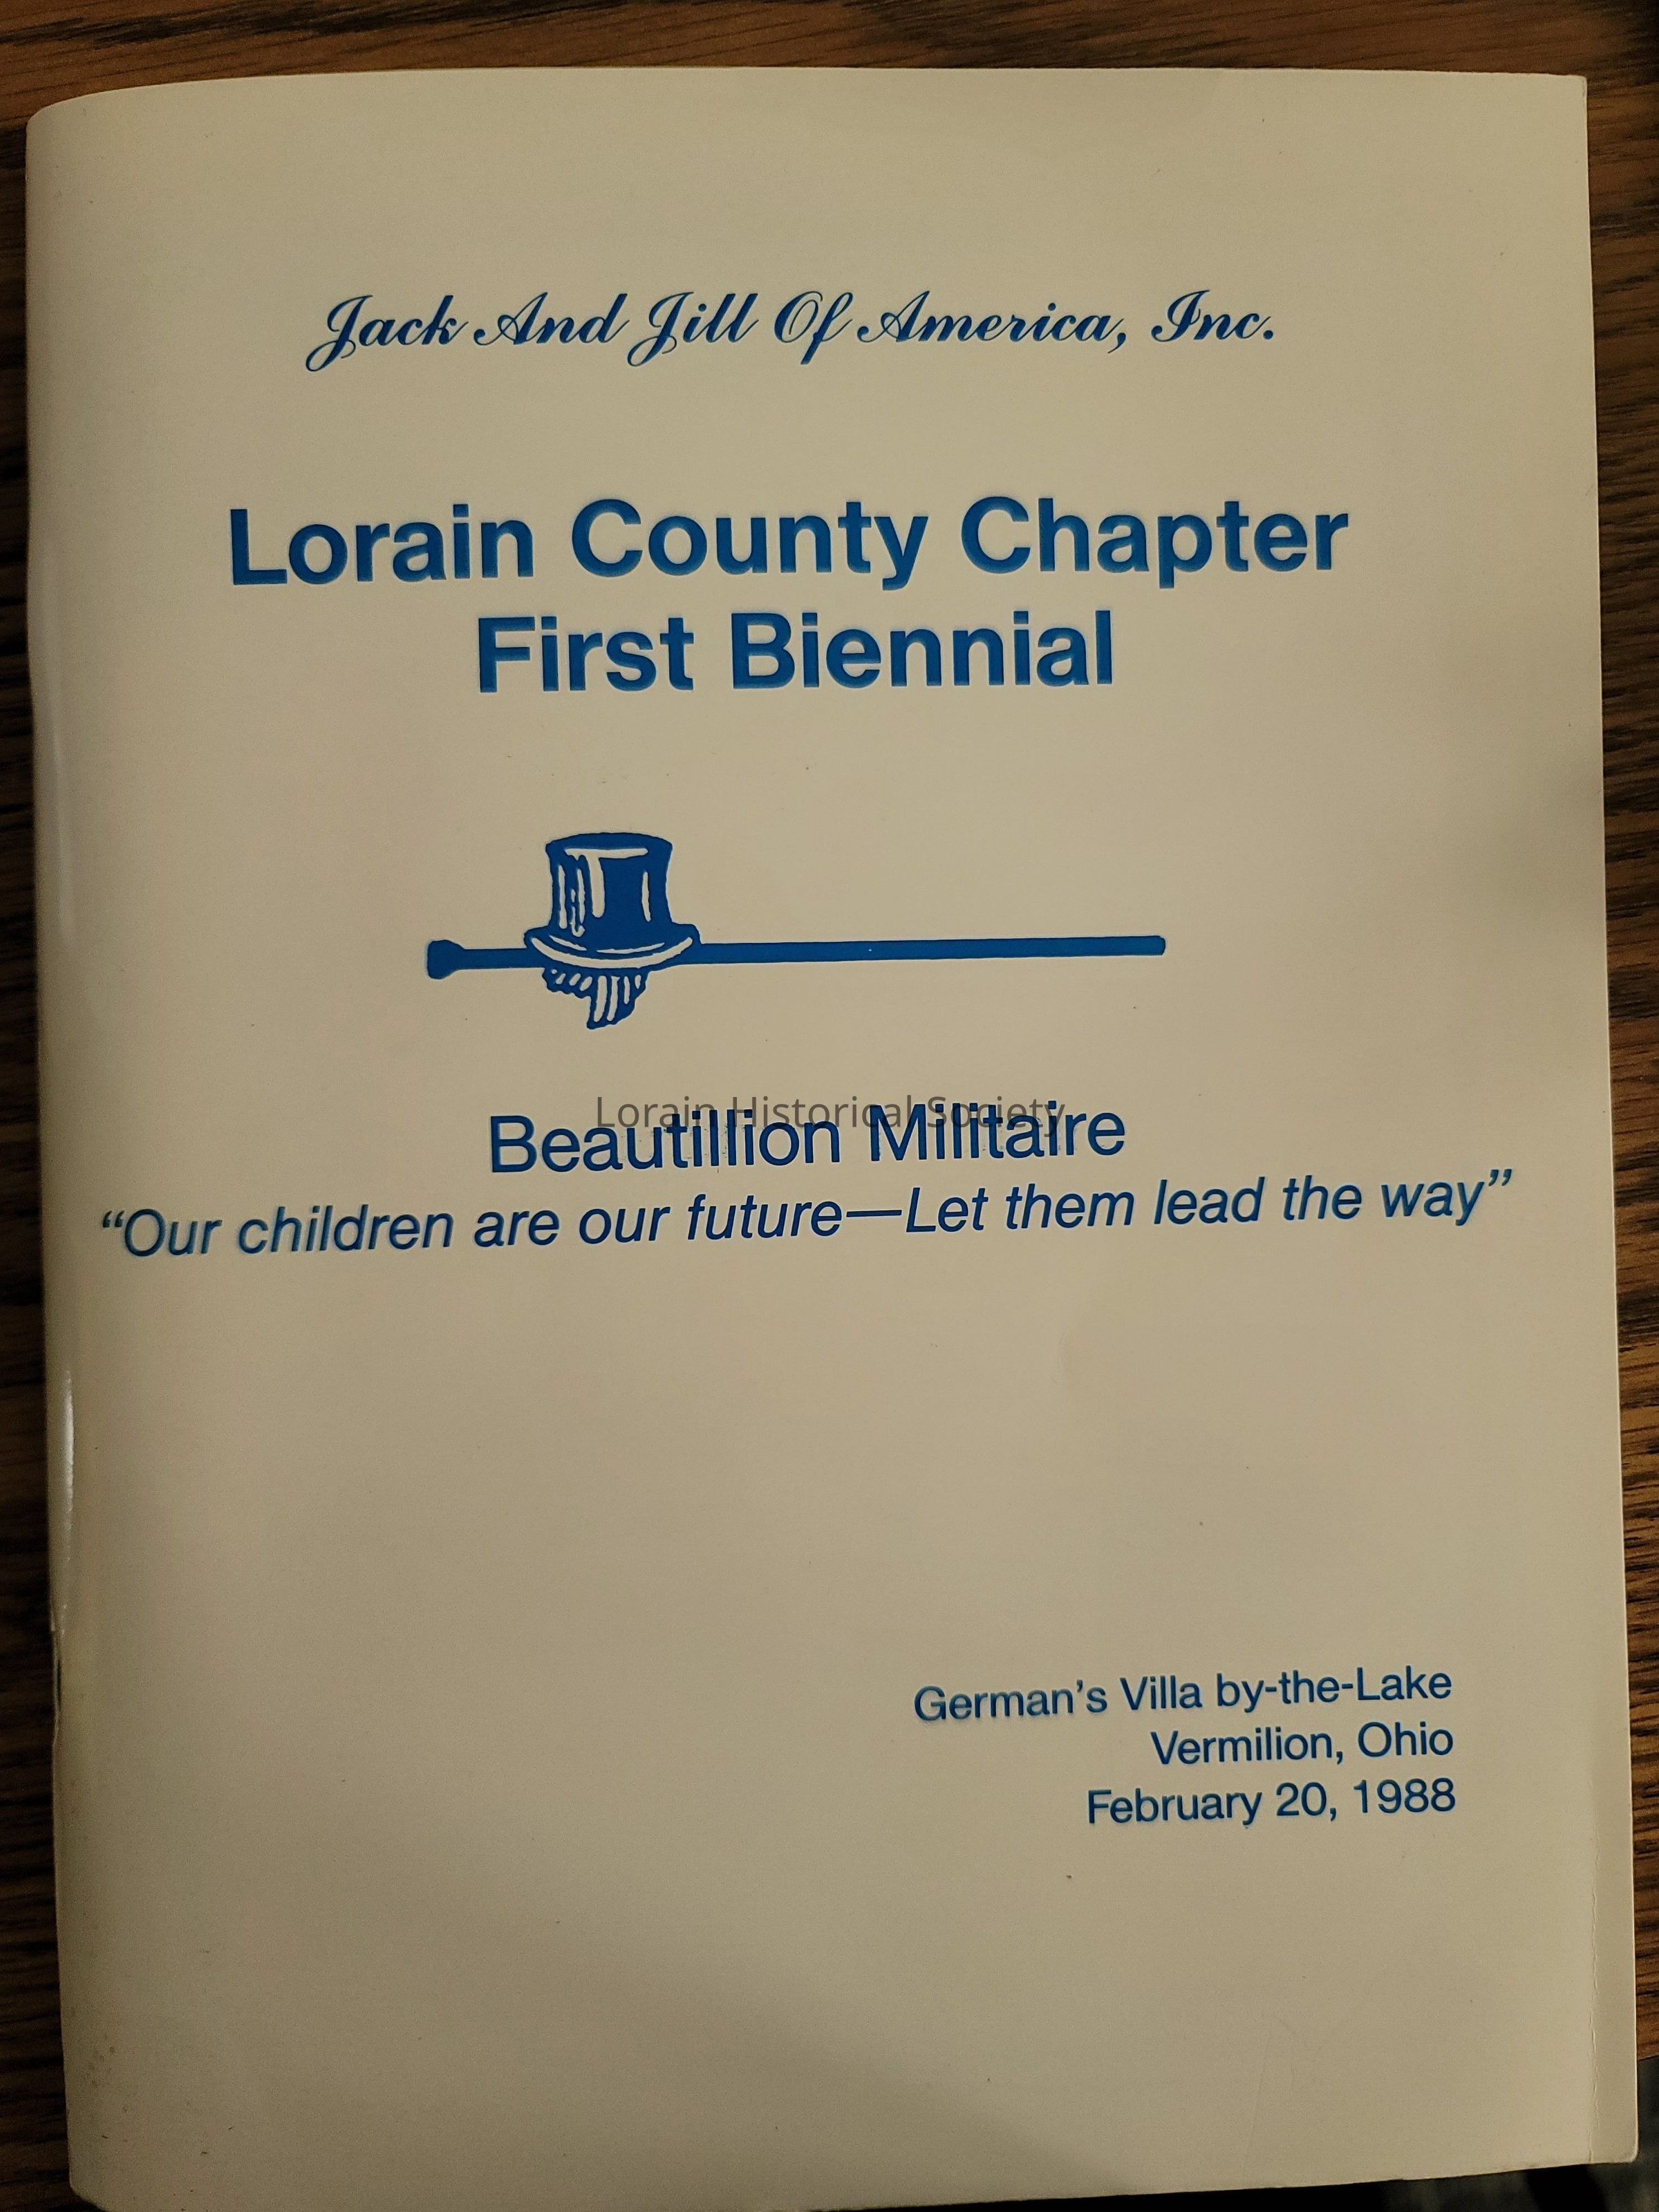 Jack And Jill Of America, Inc.
Lorain County Chapter
First Biennial
Lorain Historical Society
Beautillion Militaire
“Our children are our future—Let them lead the way”
German’s Villa by-the-Lake
Vermilion, Ohio
February 20, 1988